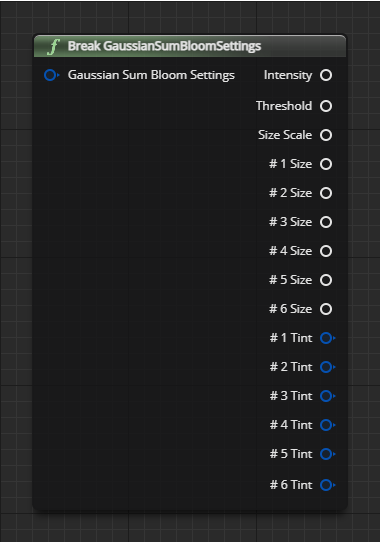 f Break GaussianSumBloomSettings
Gaussian Sum Bloom Settings Intensity
Threshold
Size Scale
# 1 Size
# 2 Size
# 3 Size
# 4 Size
# 5 Size
# 6 Size
# 1 Tint
# 2 Tint
# 3 Tint
# 4 Tint
# 5 Tint
# 6 Tint